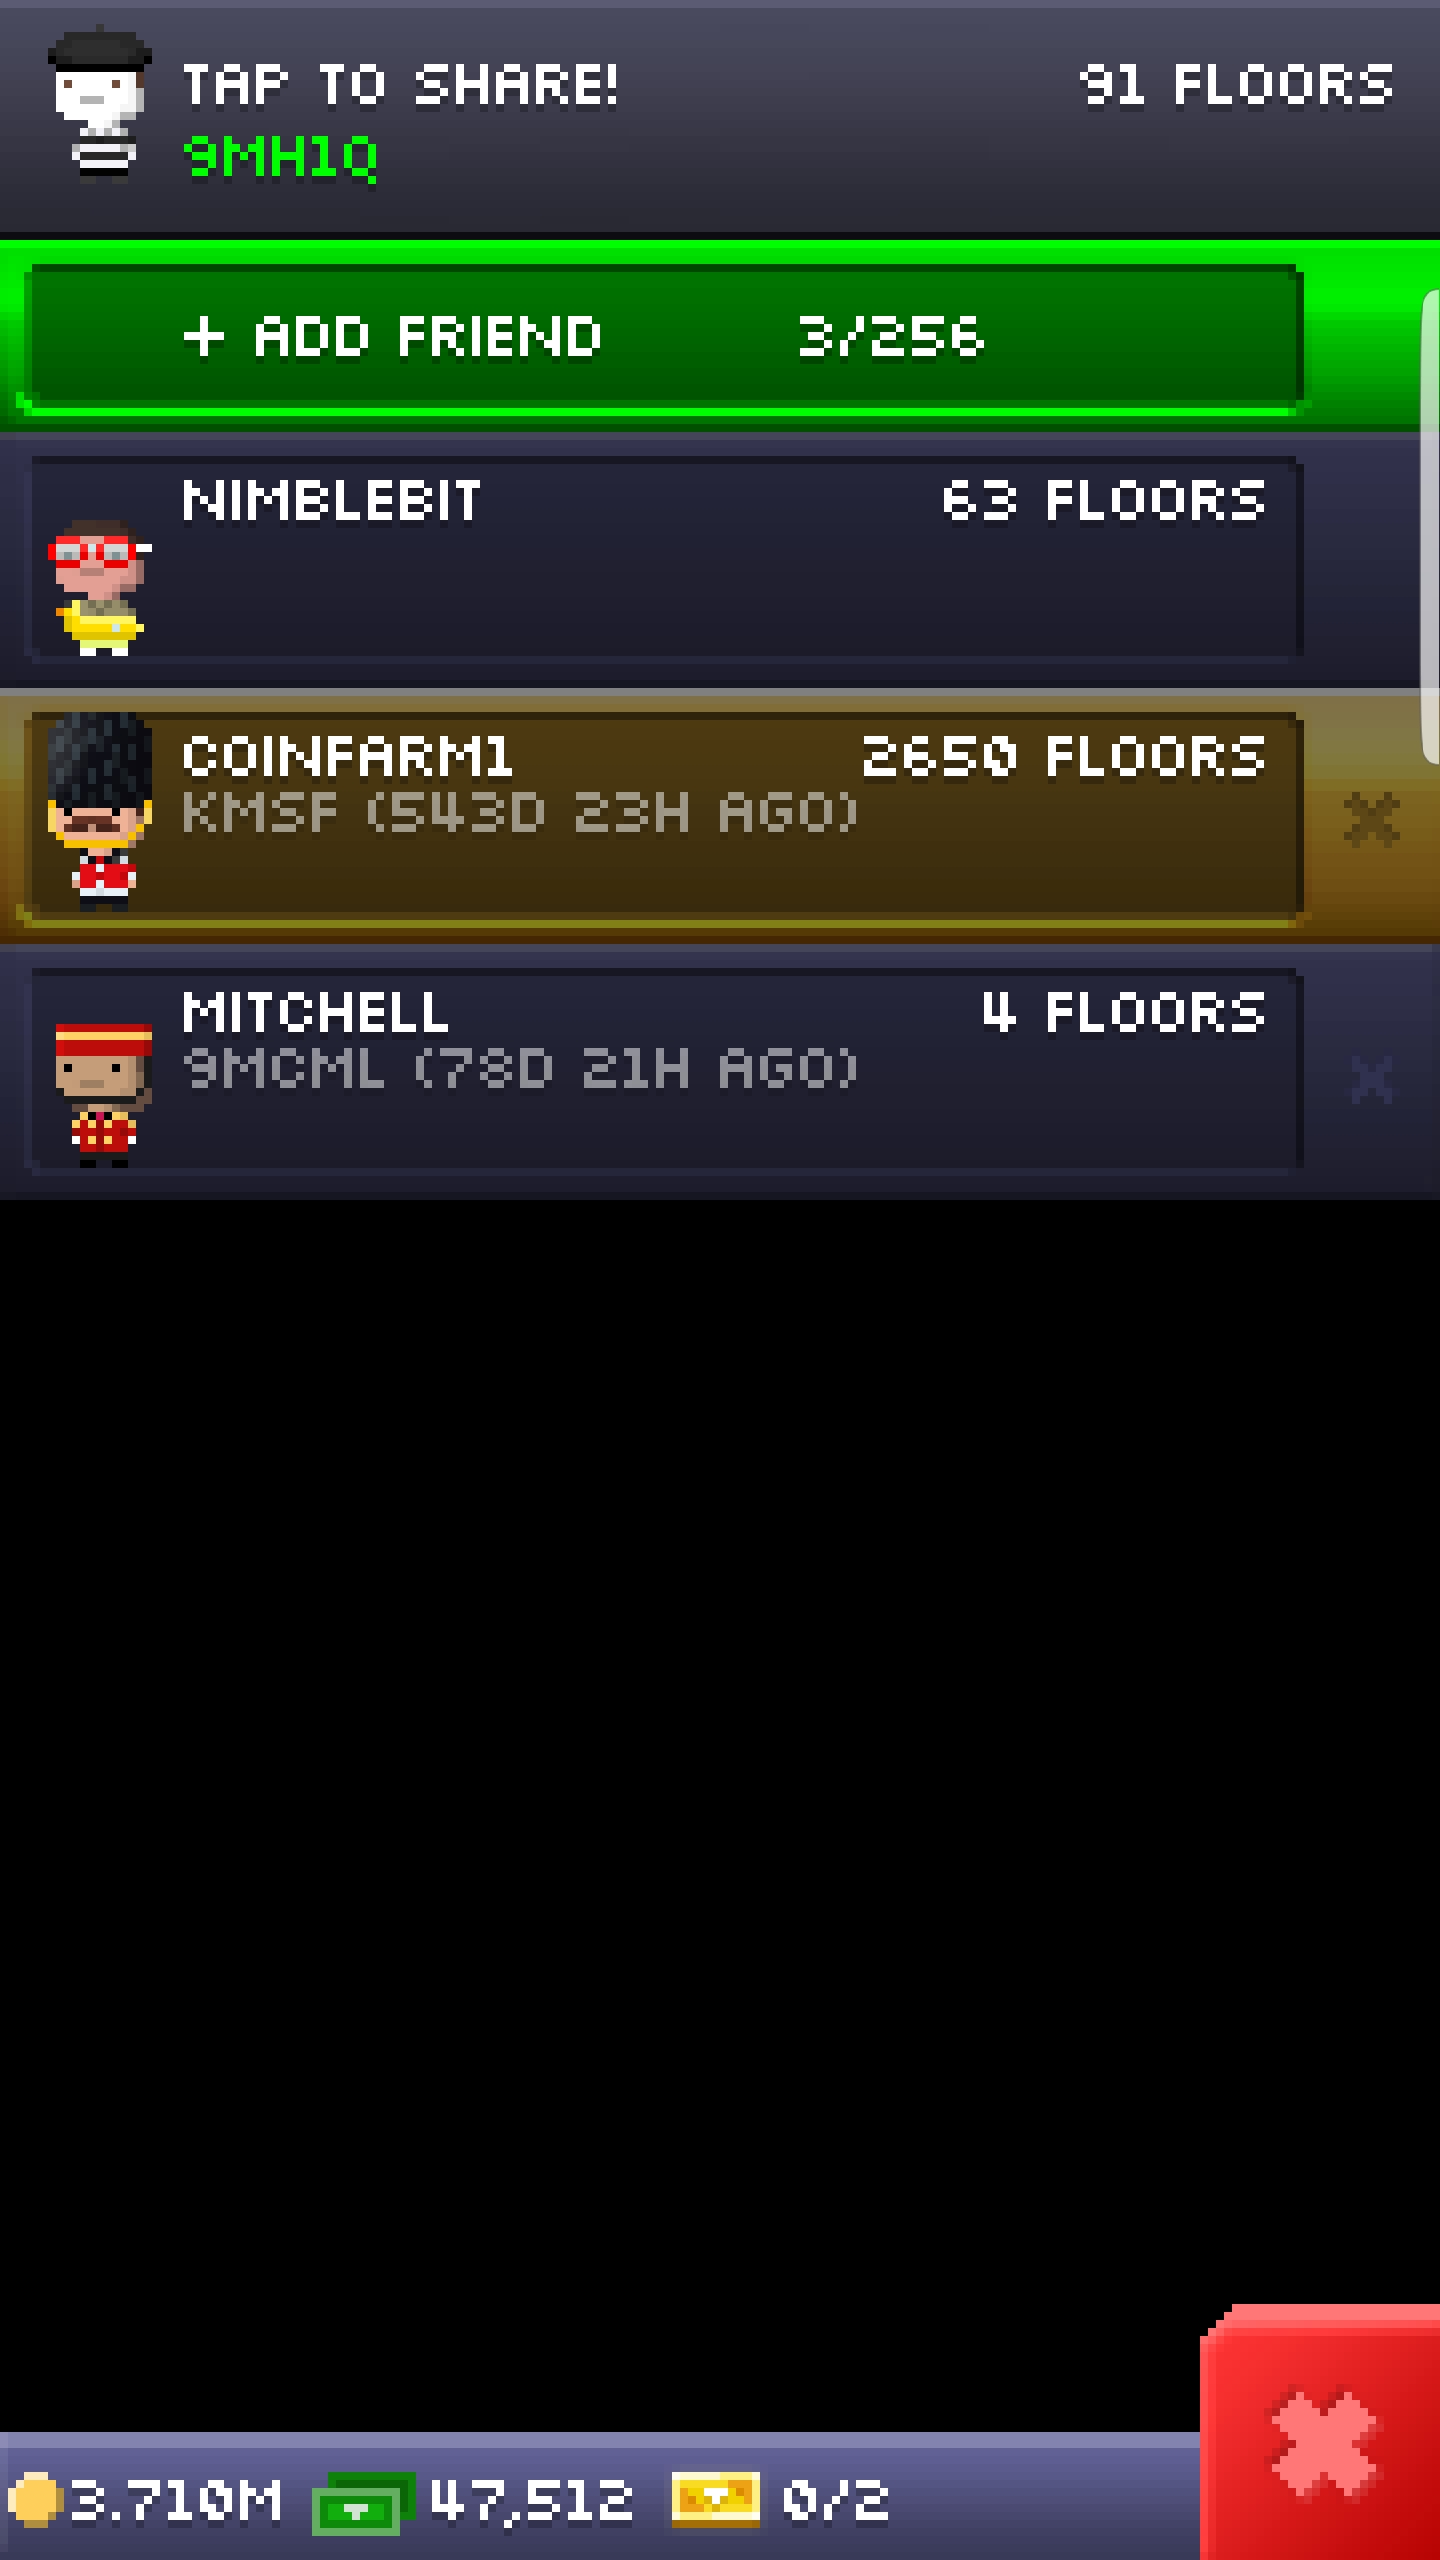 TAP TO SHARE! 91 FLOORS
9MH1Q
+ ADD FRIEND 3/256
NIMBLEBIT 63 FLOORS
COINFARM1 2650 FLOORS
KMSF (543D 23H AGO)
MITCHELL 4 FLOORS
9MCML (78D 21H AGO)
3.710M 47,512 0/2